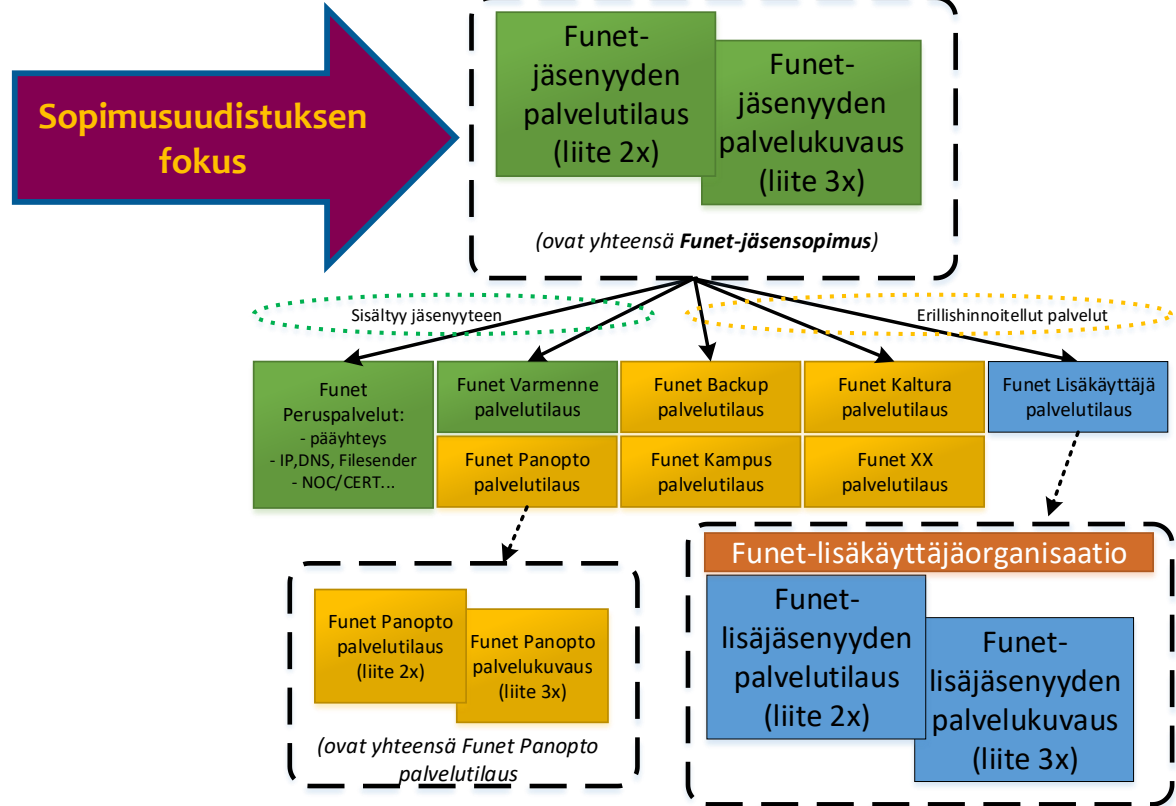 Sopimusuudistuksen
fokus
Funet-
jäsenyyden
palvelutilaus
(liite 2x)
Funet-
jäsenyyden
palvelukuvaus
(liite 3x)
(ovat yhteensä Funet-jäsensopimus)
Sisältyy jäsenyyteen
Erillishinnoitellut palvelut
Funet
Peruspalvelut:
- pääyhteys
- IP,DNS, Filesender
- NOC/CERT...
Funet Varmenne
palvelutilaus
Funet Backup
palvelutilaus
Funet Kaltura
palvelutilaus
Funet Lisäkäyttäjä
palvelutilaus
Funet Panopto
palvelutilaus
Funet Kampus
palvelutilaus
Funet XX
palvelutilaus
Funet Panopto
palvelutilaus
(liite 2x)
Funet Panopto
palvelukuvaus
(liite 3x)
(ovat yhteensä Funet Panopto
palvelutilaus
Funet-lisäkäyttäjäorganisaatio
Funet-
lisäjäsenyyden
palvelutilaus
(liite 2x)
Funet-
lisäjäsenyyden
palvelukuvaus
(liite 3x)